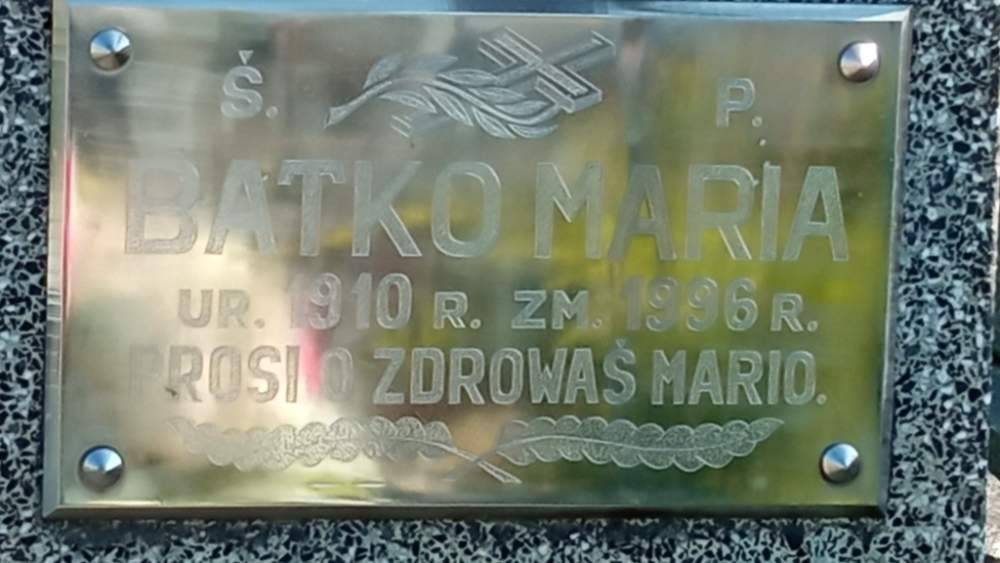 Ś. P.
BATKO MARIA
UR. 1910 R. ZM. 1996 R.
PROSI O ZDROWAŚ MARIO.